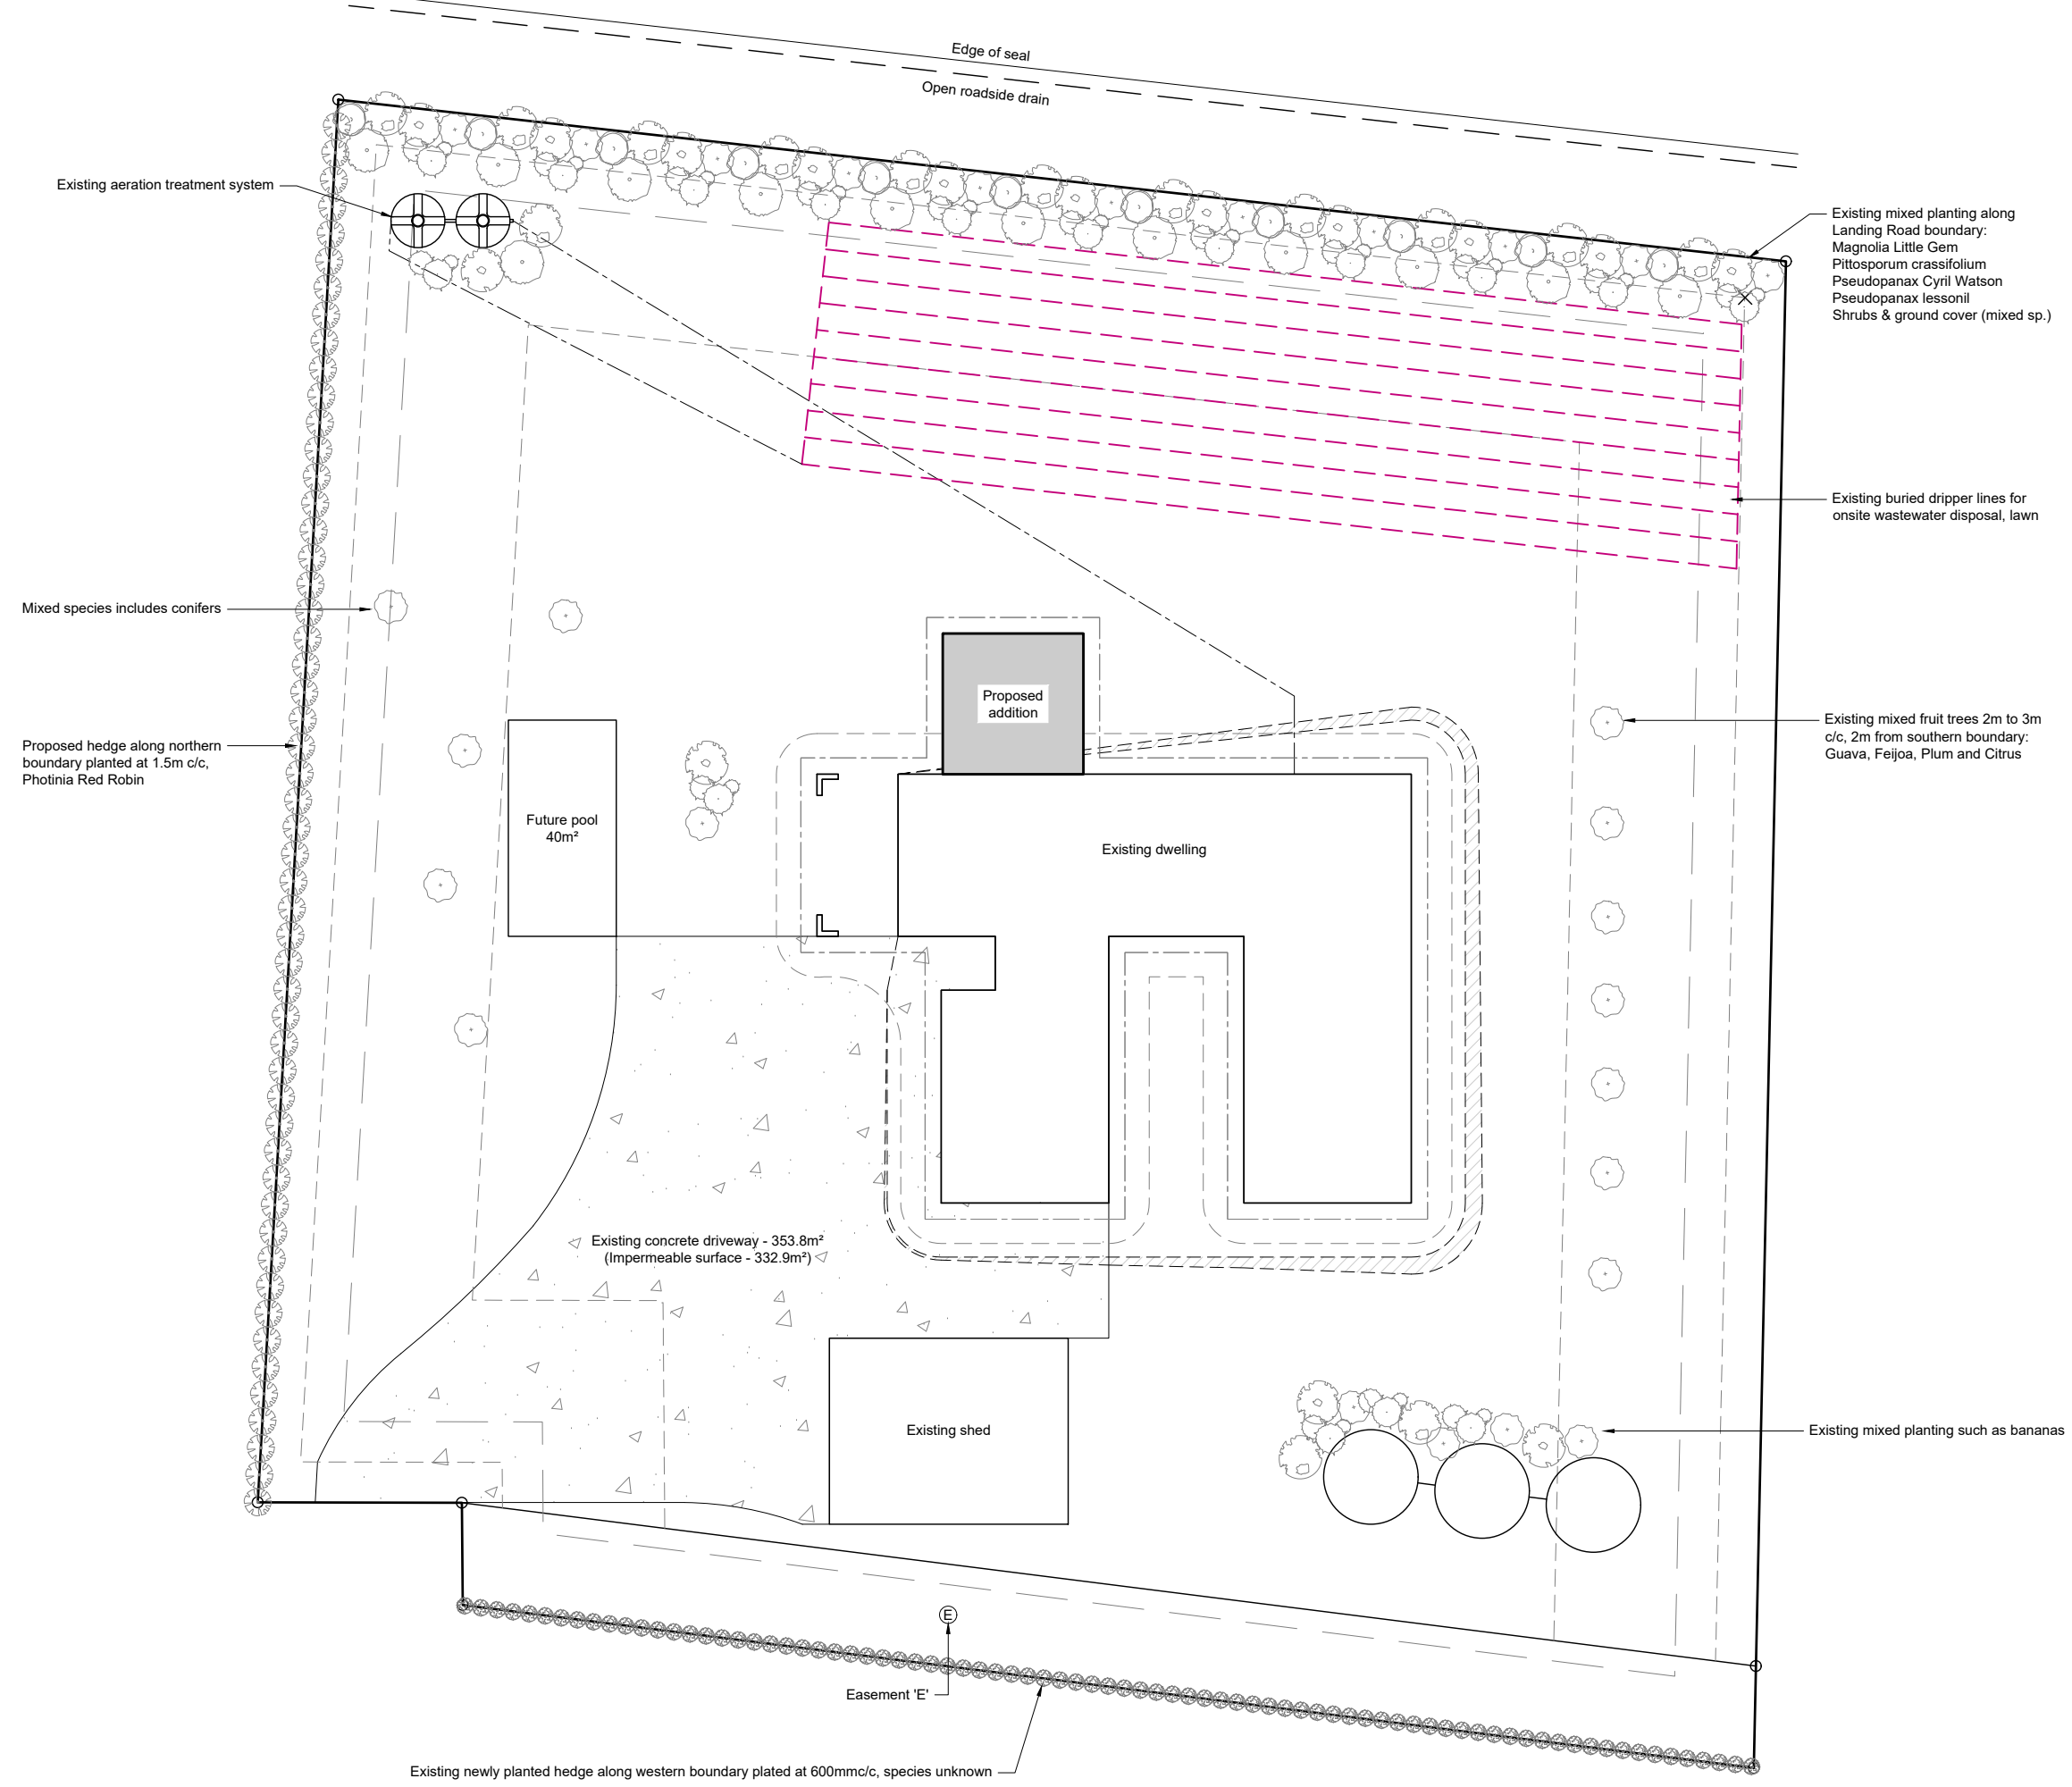 Edge of seal
Open roadside drain
Existing aeration treatment system
Existing mixed planting along
Landing Road boundary:
Magnolia Little Gem
Pittosporum crassifolium
Pseudopanax Cyril Watson
Pseudopanax lessonil
Shrubs & ground cover (mixed sp.)
Existing buried dripper lines for
onsite wastewater disposal, lawn
Mixed species includes conifers
Proposed
addition
Existing mixed fruit trees 2m to 3m
c/c, 2m from southern boundary:
Guava, Feijoa, Plum and Citrus
Proposed hedge along northern
boundary planted at 1.5m c/c,
Photinia Red Robin
Future pool
40m²
Existing dwelling
Existing concrete driveway - 353.8m²
(Impermeable surface - 332.9m²)
Existing shed
Existing mixed planting such as bananas
E
Easement 'E'
Existing newly planted hedge along western boundary plated at 600mmc/c, species unknown